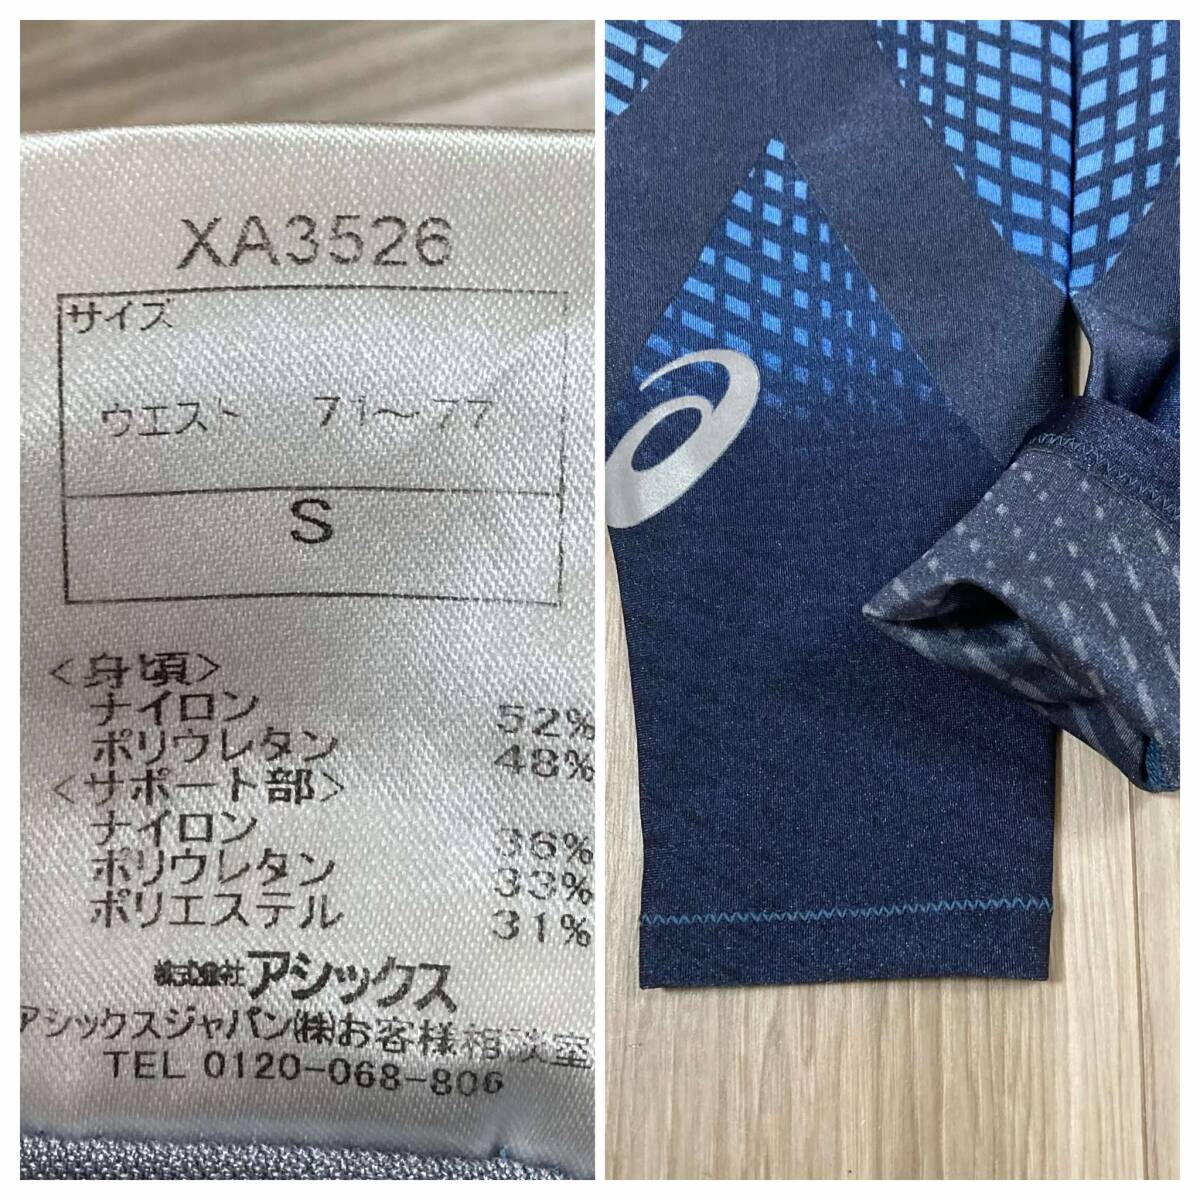 XA3526
サイズ
ウエスト 71～77
S
<身頃>
ナイロン 52%
ポリウレタン 48%
<サポート部>
ナイロン 36%
ポリウレタン 33%
ポリエステル 31%
株式会社アシックス
アシックスジャパン(株)お客様相談室
TEL 0120-068-806